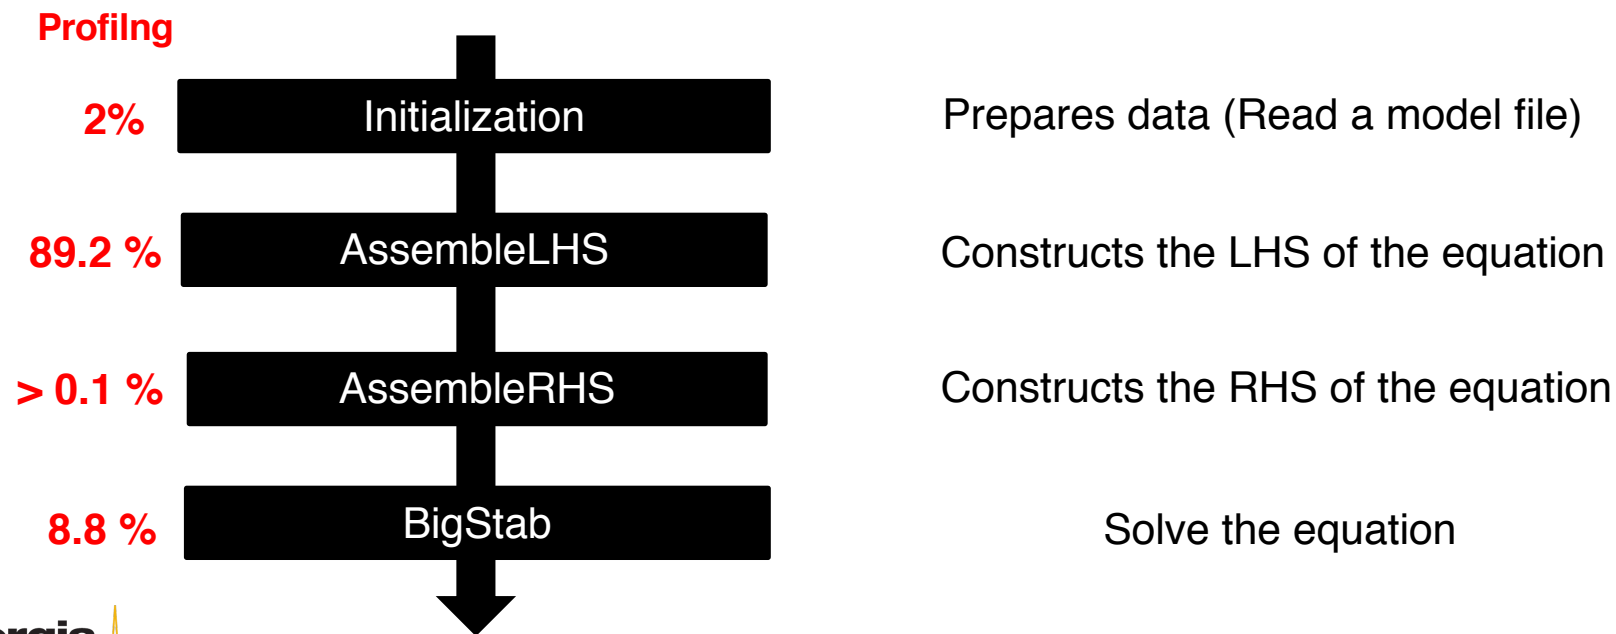 Profilng
2% Initialization Prepares data (Read a model file)
89.2 % AssembleLHS Constructs the LHS of the equation
> 0.1 % AssembleRHS Constructs the RHS of the equation
8.8 % BigStab Solve the equation